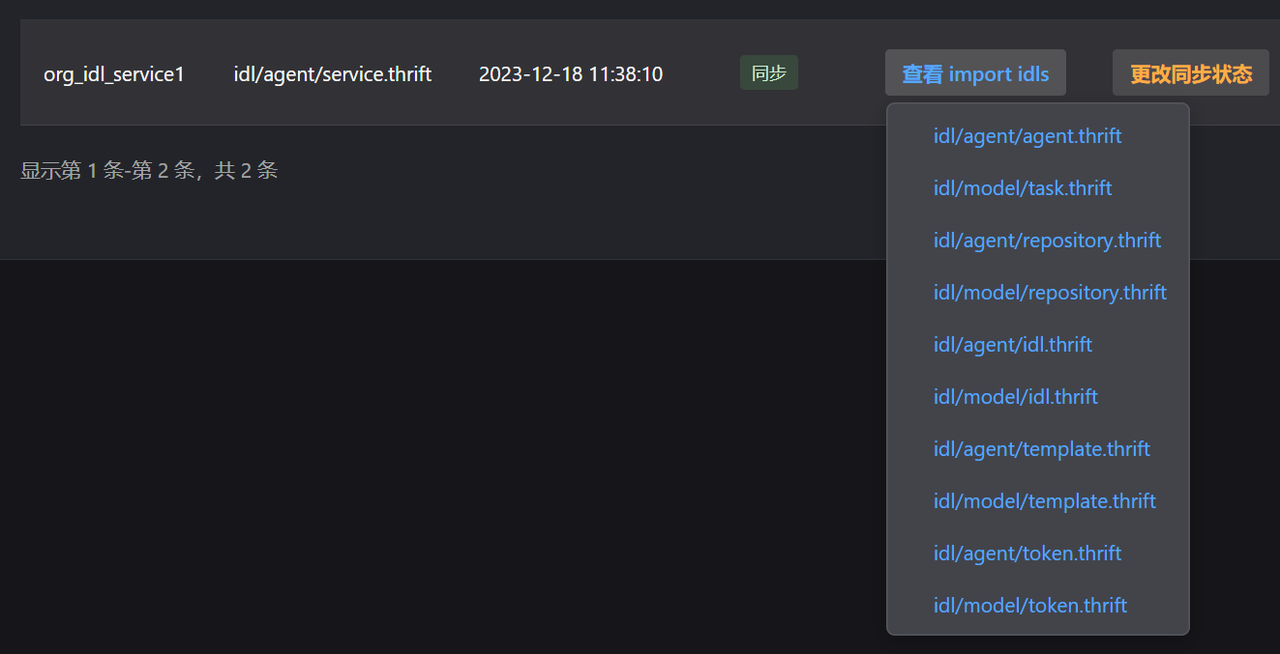 org_idl_service1 idl/agent/service.thrift 2023-12-18 11:38:10 同步 查看 import idls 更改同步状态
idl/agent/agent.thrift
显示第 1 条-第 2 条，共 2 条
idl/model/task.thrift
idl/agent/repository.thrift
idl/model/repository.thrift
idl/agent/idl.thrift
idl/model/idl.thrift
idl/agent/template.thrift
idl/model/template.thrift
idl/agent/token.thrift
idl/model/token.thrift